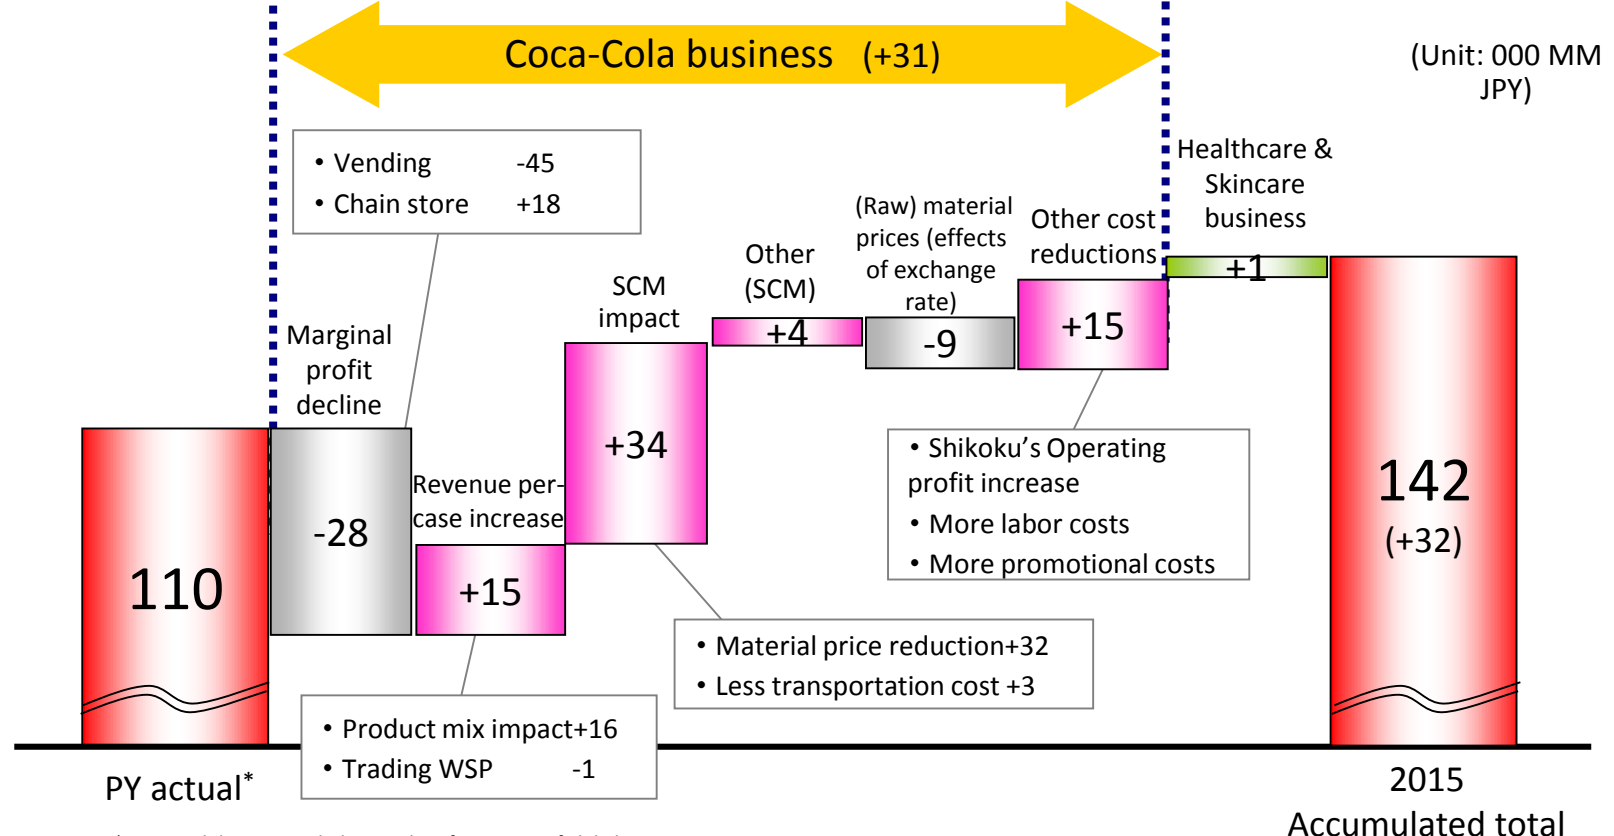 Coca-Cola business (+31)
(Unit: 000 MM
JPY)
• Vending -45
• Chain store +18
Healthcare &
Skincare
business
(Raw) material
prices (effects
of exchange
rate)
Other cost
reductions
Other
(SCM)
SCM
impact
Marginal
profit
decline
+1
+4
-9
+15
+34
Revenue per-
case increase
-28
+15
110
142
(+32)
• Shikoku’s Operating
profit increase
• More labor costs
• More promotional costs
• Material price reduction+32
• Less transportation cost +3
• Product mix impact+16
• Trading WSP -1
PY actual*
2015
Accumulated total